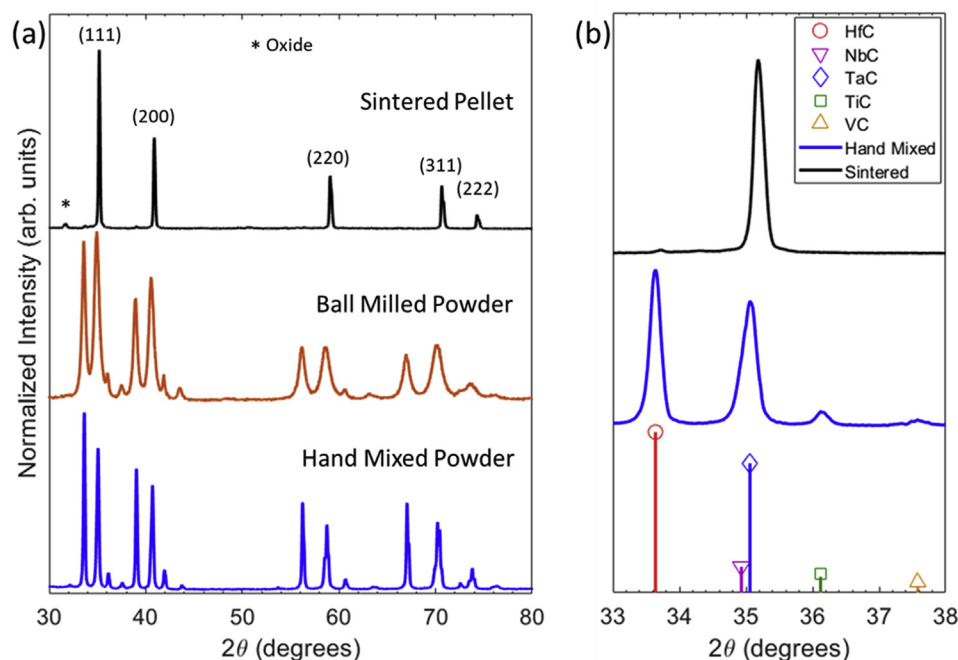 (a)
(111)
* Oxide
Sintered Pellet
(200)
(220)
(311)
(222)
*
Ball Milled Powder
Hand Mixed Powder
Normalized Intensity (arb. units)
30 40 50 60 70 80
2θ (degrees)
(b)
HfC
NbC
TaC
TiC
VC
Hand Mixed
Sintered
33 34 35 36 37 38
2θ (degrees)